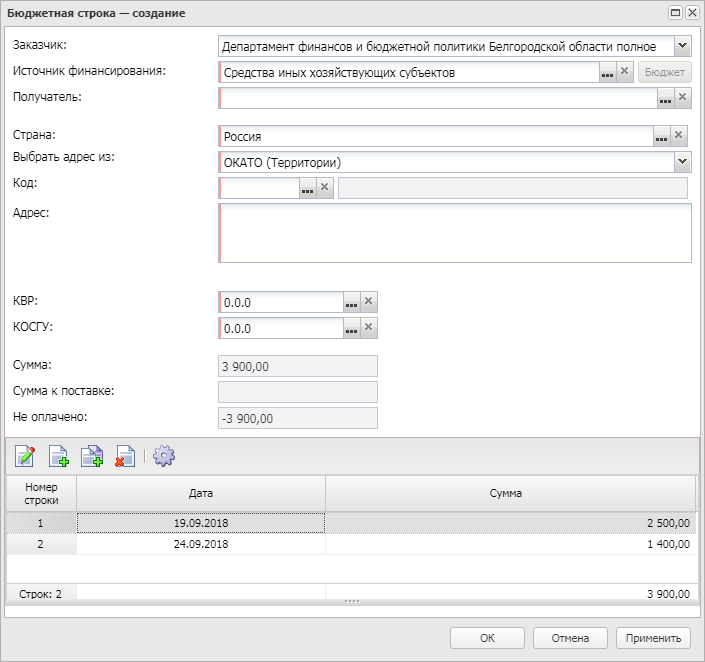 Бюджетная строка — создание
Заказчик: Департамент финансов и бюджетной политики Белгородской области полное
Источник финансирования: Средства иных хозяйствующих субъектов ... Бюджет
Получатель: ...
Страна: Россия ...
Выбрать адрес из: ОКАТО (Территории)
Код: ...
Адрес:
КВР: 0.0.0 ...
КОСГУ: 0.0.0 ...
Сумма: 3 900,00
Сумма к поставке:
Не оплачено: -3 900,00
Номер строки Дата Сумма
1 19.09.2018 2 500,00
2 24.09.2018 1 400,00
Строк: 2 3 900,00
ОК Отмена Применить